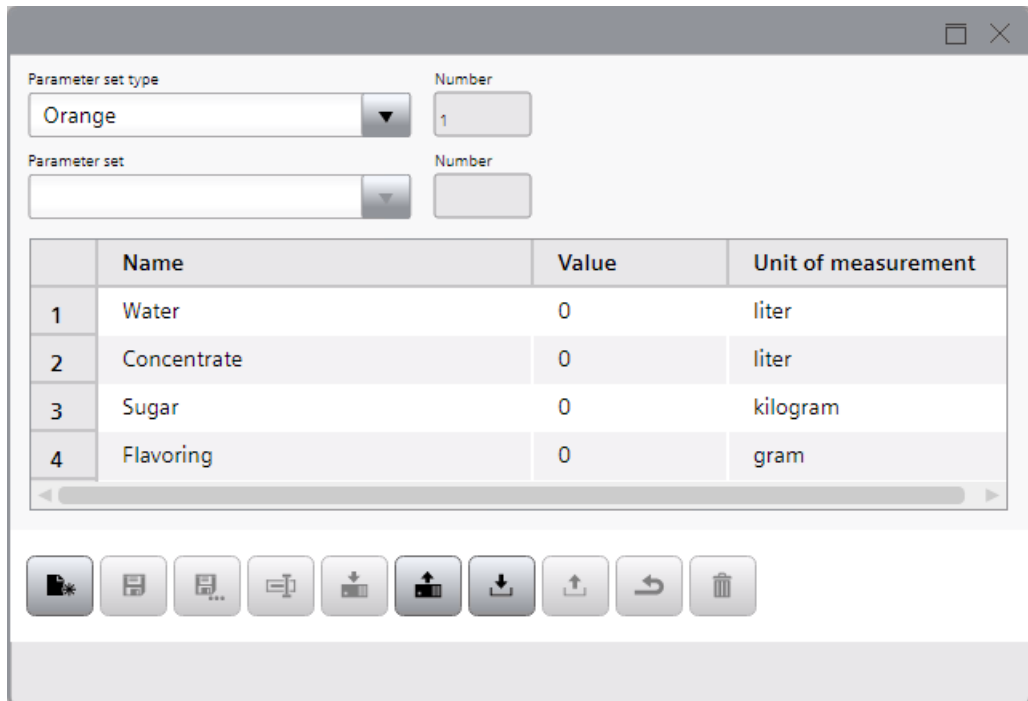 Parameter set type Number
Orange 1
Parameter set Number
Name Value Unit of measurement
1 Water 0 liter
2 Concentrate 0 liter
3 Sugar 0 kilogram
4 Flavoring 0 gram